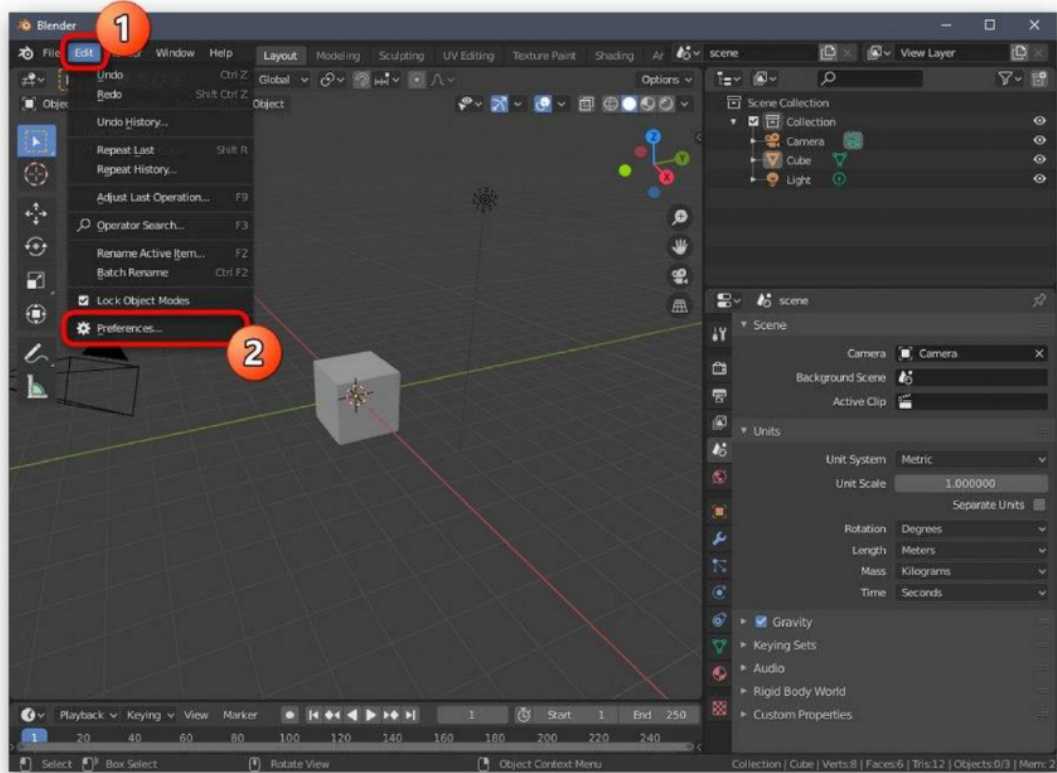 Blender
1
File Edit Window Help Layout Modeling Sculpting UV Editing Texture Paint Shading scene View Layer
Undo Ctrl Z
Redo Shift Ctrl Z
Undo History...
Repeat Last Shift R
Repeat History...
Adjust Last Operation... F9
Operator Search... F3
Rename Active Item... F2
Batch Rename Ctrl F2
Lock Object Modes
Preferences...
2
Global Options
Object
Z
Y
X
Scene Collection
Collection
Camera
Cube
Light
scene
Scene
Camera Camera
Background Scene
Active Clip
Units
Unit System Metric
Unit Scale 1.000000
Separate Units
Rotation Degrees
Length Meters
Mass Kilograms
Time Seconds
Gravity
Keying Sets
Audio
Rigid Body World
Custom Properties
Playback Keying View Marker 1 Start 1 End 250
1 20 40 60 80 100 120 140 160 180 200 220 240
Select Box Select Rotate View Object Context Menu Collection | Cube | Verts:8 | Faces:6 | Tris:12 | Objects:0/3 | Mem: 2